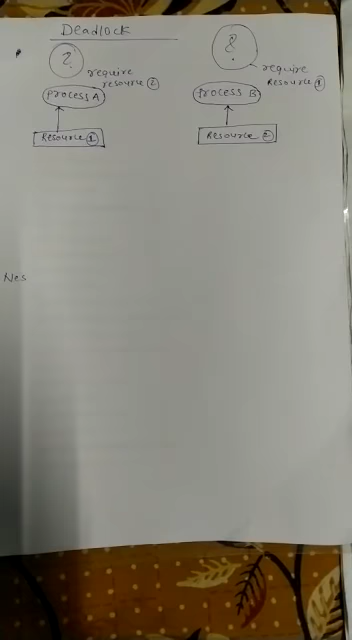 Deadlock
?
?
require
resource ②
require
Resource ①
Process A
Process B
Resource ①
Resource ②
Nes